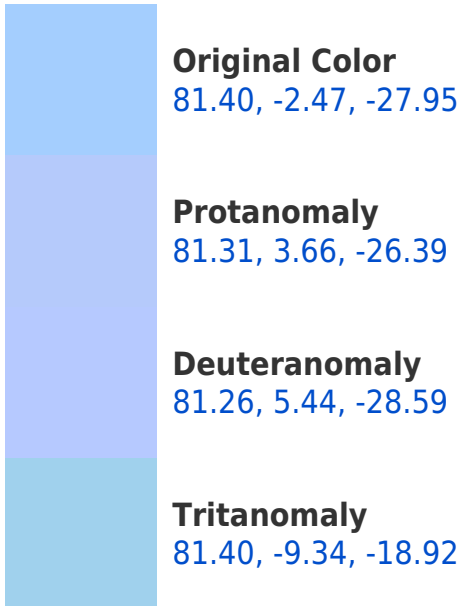 Original Color
81.40, -2.47, -27.95
Protanomaly
81.31, 3.66, -26.39
Deuteranomaly
81.26, 5.44, -28.59
Tritanomaly
81.40, -9.34, -18.92